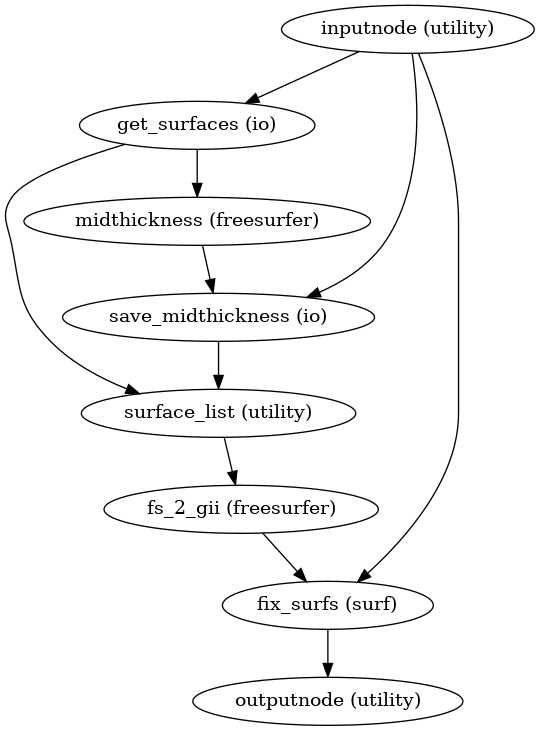 inputnode (utility)
get_surfaces (io)
midthickness (freesurfer)
save_midthickness (io)
surface_list (utility)
fs_2_gii (freesurfer)
fix_surfs (surf)
outputnode (utility)